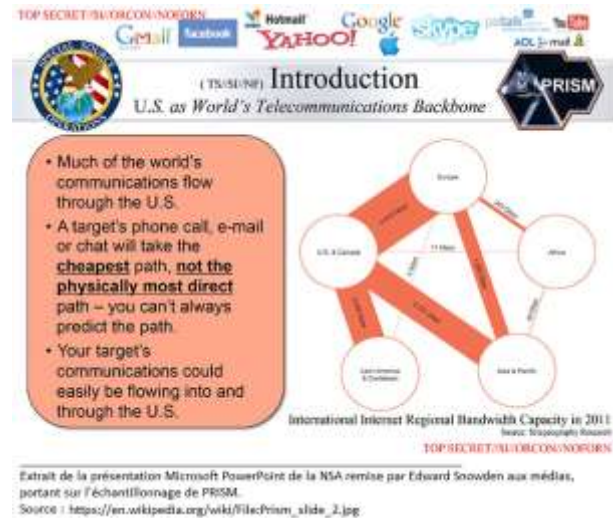 TOP SECRET//SI//ORCON//NOFORN
Gmail facebook Hotmail YAHOO! Google skype paltalk YouTube
AOL mail
SPECIAL SOURCE OPERATIONS
(TS//SI//NF) Introduction
U.S. as World's Telecommunications Backbone
PRISM
• Much of the world's
communications flow
through the U.S.
• A target's phone call, e-mail
or chat will take the
cheapest path, not the
physically most direct
path – you can't always
predict the path.
• Your target's
communications could
easily be flowing into and
through the U.S.
Europe
U.S. & Canada
Africa
Latin America
& Caribbean
Asia & Pacific
International Internet Regional Bandwidth Capacity in 2011
Source: Telegeography Research
TOP SECRET//SI//ORCON//NOFORN
Extrait de la présentation Microsoft PowerPoint de la NSA remise par Edward Snowden aux médias,
portant sur l'échantillonnage de PRISM.
Source : https://en.wikipedia.org/wiki/File:Prism_slide_2.jpg